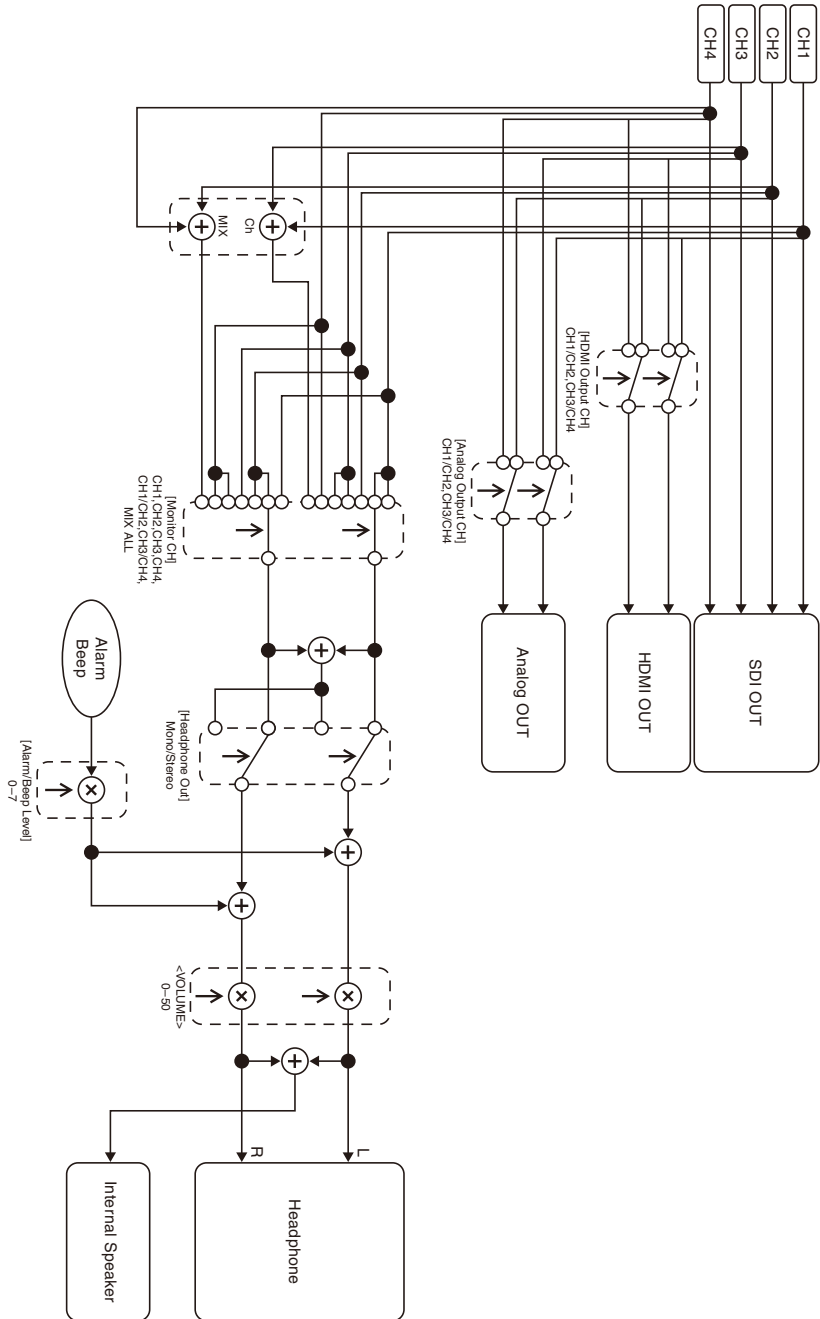 CH1
CH2
CH3
CH4
SDI OUT
HDMI OUT
Analog OUT
[HDMI Output CH]
CH1/CH2,CH3/CH4
[Analog Output CH]
CH1/CH2,CH3/CH4
Ch
MIX
[Monitor CH]
CH1,CH2,CH3,CH4,
CH1/CH2,CH3/CH4,
MIX ALL
[Headphone Out]
Mono/Stereo
Alarm
Beep
[Alarm/Beep Level]
0–7
<VOLUME>
0–50
L
R
Headphone
Internal Speaker